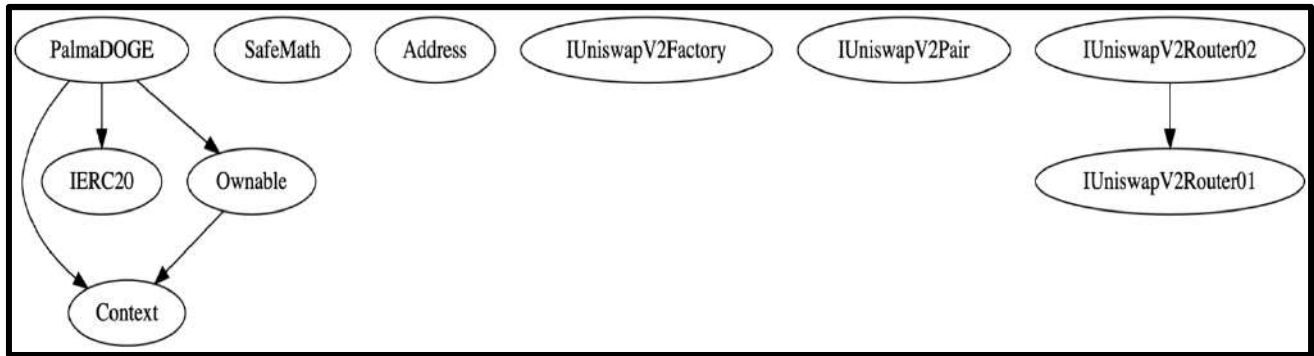 PalmaDOGE
SafeMath
Address
IUniswapV2Factory
IUniswapV2Pair
IUniswapV2Router02
IERC20
Ownable
IUniswapV2Router01
Context